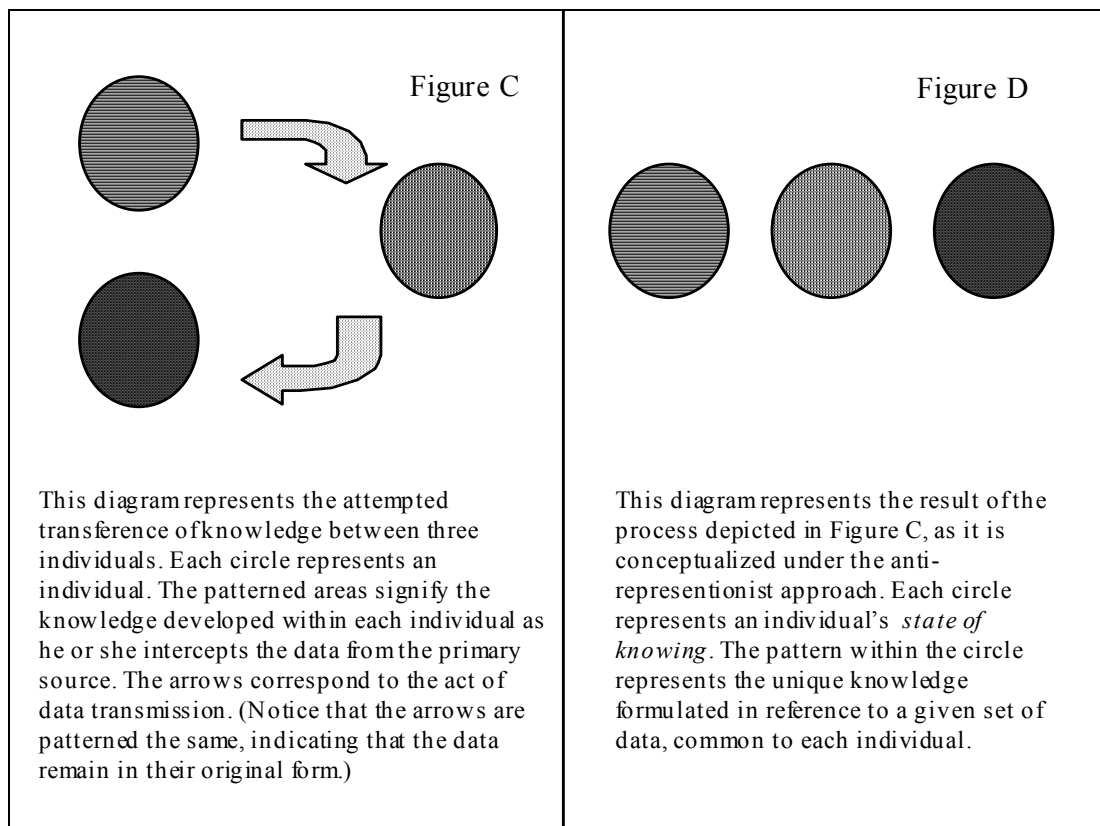 Figure C
This diagram represents the attempted
transference of knowledge between three
individuals. Each circle represents an
individual. The patterned areas signify the
knowledge developed within each individual as
he or she intercepts the data from the primary
source. The arrows correspond to the act of
data transmission. (Notice that the arrows are
patterned the same, indicating that the data
remain in their original form.)
Figure D
This diagram represents the result of the
process depicted in Figure C, as it is
conceptualized under the anti-
representionist approach. Each circle
represents an individual’s state of
knowing. The pattern within the circle
represents the unique knowledge
formulated in reference to a given set of
data, common to each individual.